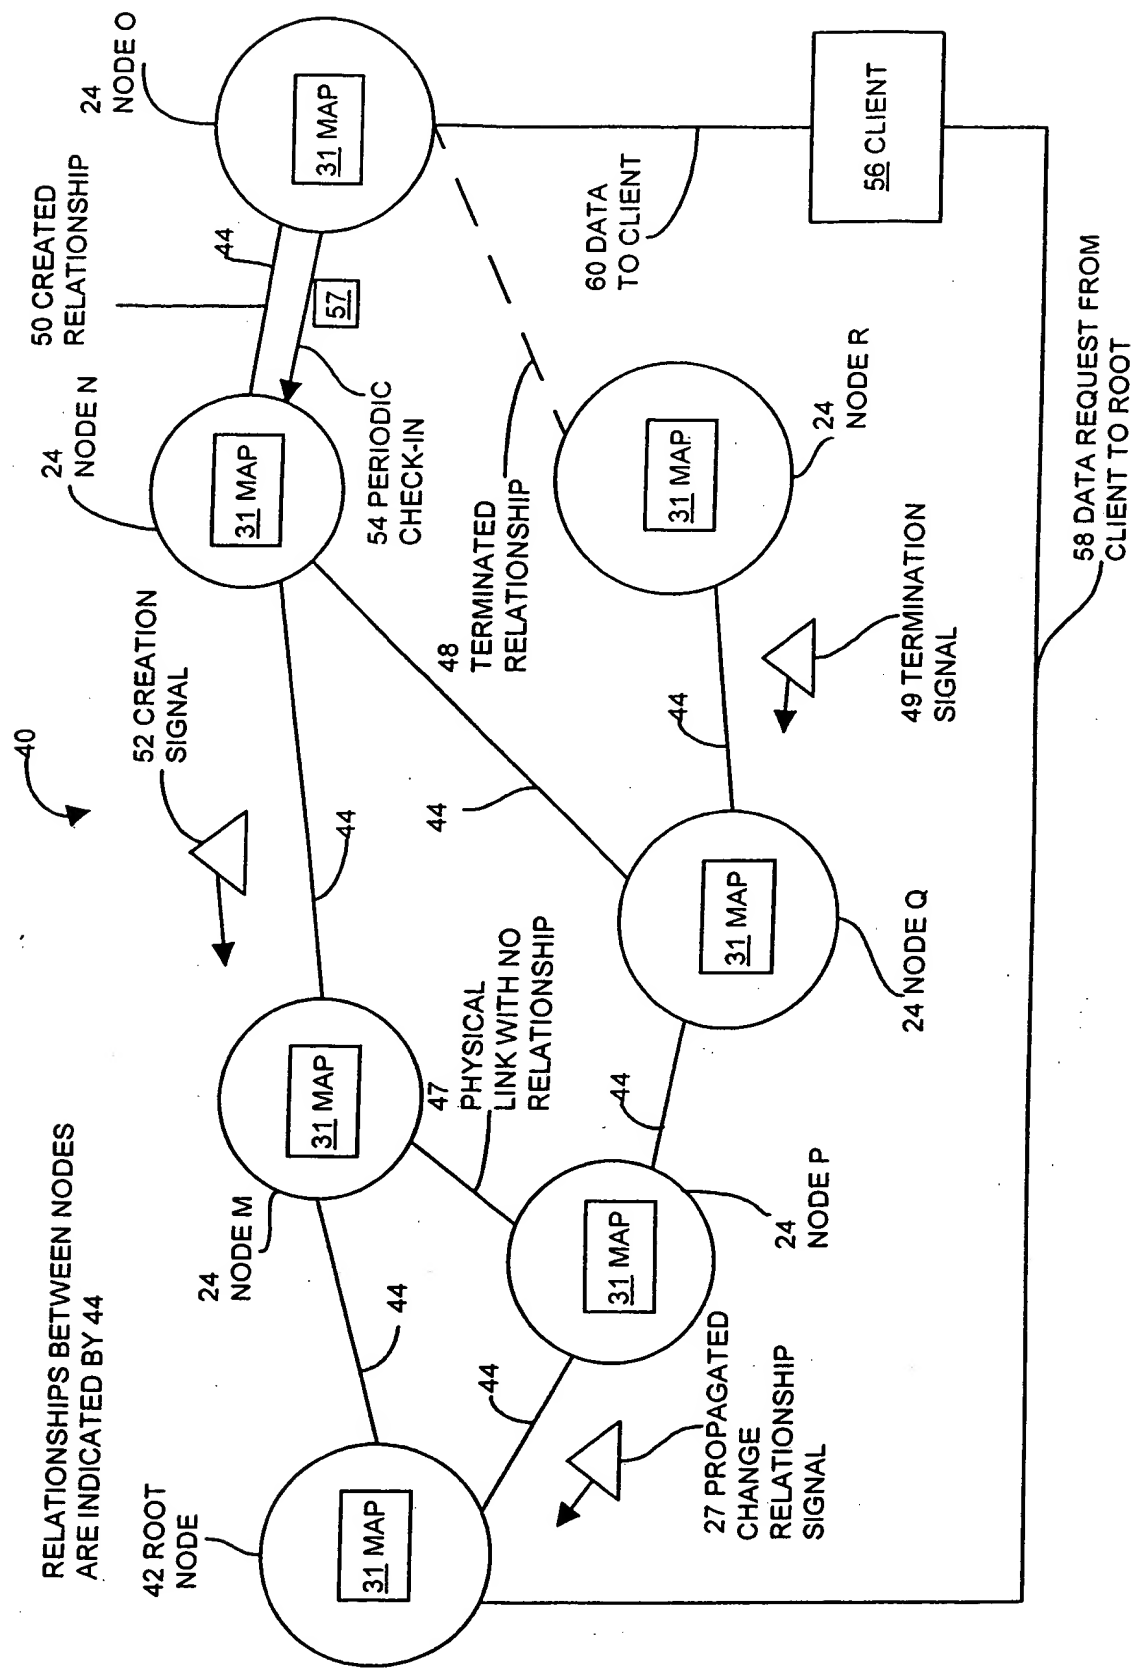 RELATIONSHIPS BETWEEN NODES
ARE INDICATED BY 44
40
42 ROOT
NODE
31 MAP
24
NODE M
31 MAP
52 CREATION
SIGNAL
24
NODE N
31 MAP
50 CREATED
RELATIONSHIP
24
NODE O
31 MAP
44
44
44
57
54 PERIODIC
CHECK-IN
47
PHYSICAL
LINK WITH NO
RELATIONSHIP
44
48
TERMINATED
RELATIONSHIP
60 DATA
TO CLIENT
44
31 MAP
24
NODE P
44
31 MAP
24 NODE Q
44
31 MAP
24
NODE R
56 CLIENT
27 PROPAGATED
CHANGE
RELATIONSHIP
SIGNAL
49 TERMINATION
SIGNAL
58 DATA REQUEST FROM
CLIENT TO ROOT